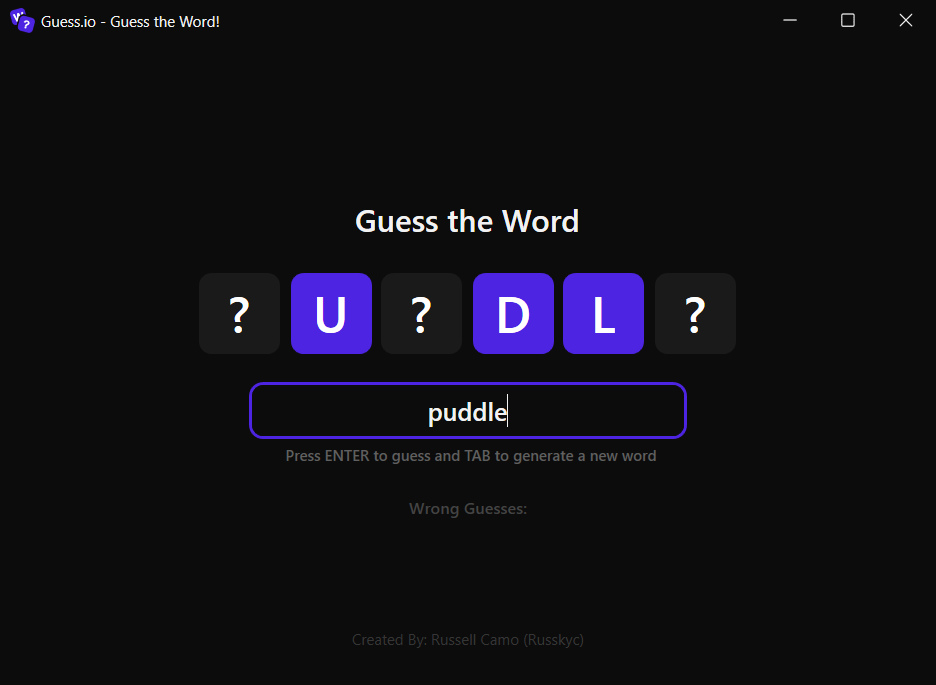 Guess.io - Guess the Word!
Guess the Word
? U ? D L ?
puddle
Press ENTER to guess and TAB to generate a new word
Wrong Guesses:
Created By: Russell Camo (Russkyc)